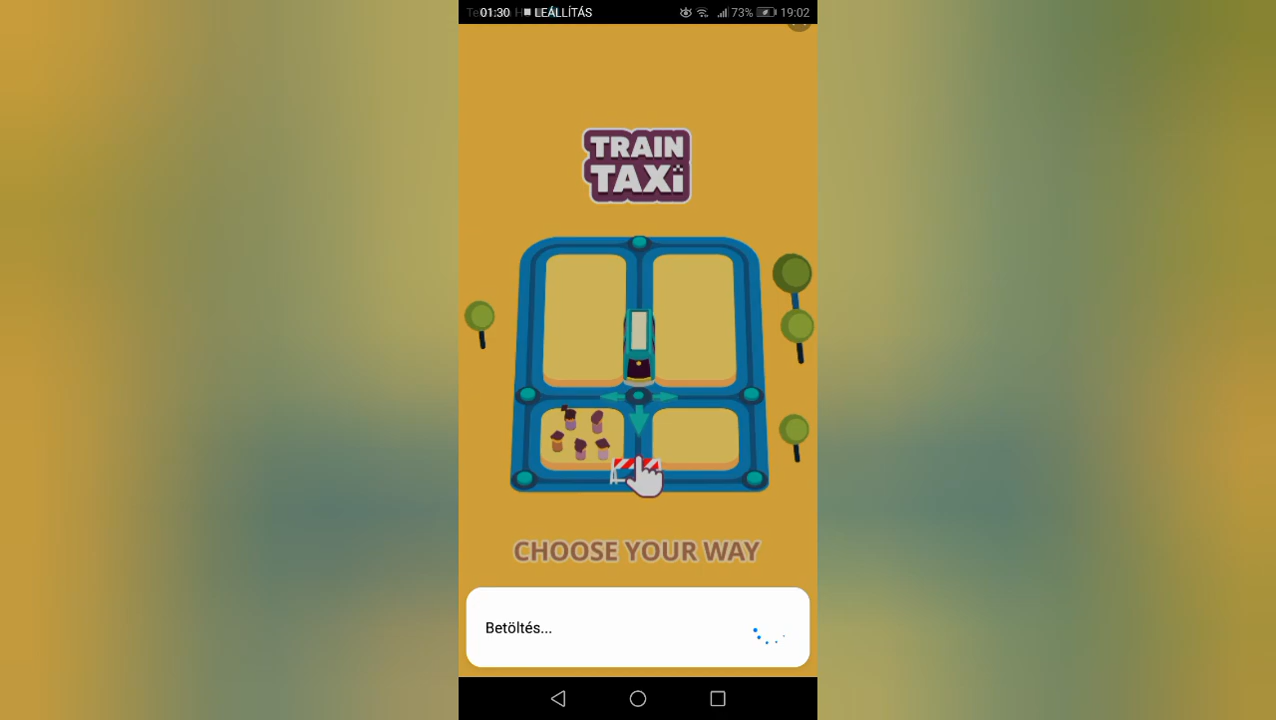 01:30 LEÁLLÍTÁS 73% 19:02
TRAIN
TAXi
CHOOSE YOUR WAY
Betöltés...